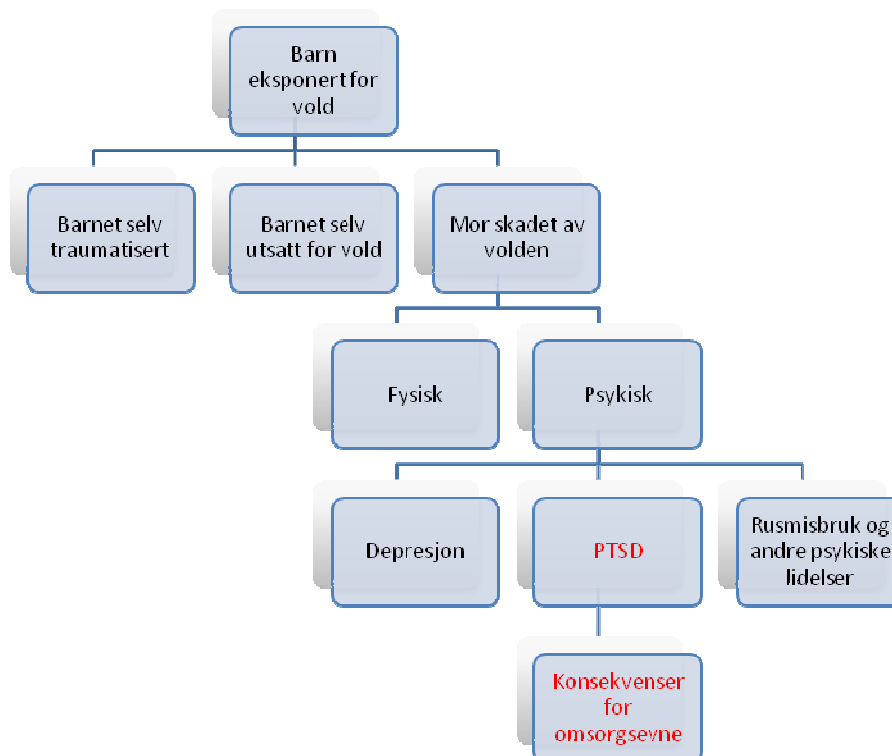 Barn
eksponert for
vold
Barnet selv
traumatisert
Barnet selv
utsatt for vold
Mor skadet av
volden
Fysisk
Psykisk
Depresjon
PTSD
Rusmisbruk og
andre psykiske
lidelser
Konsekvenser
for
omsorgsevne